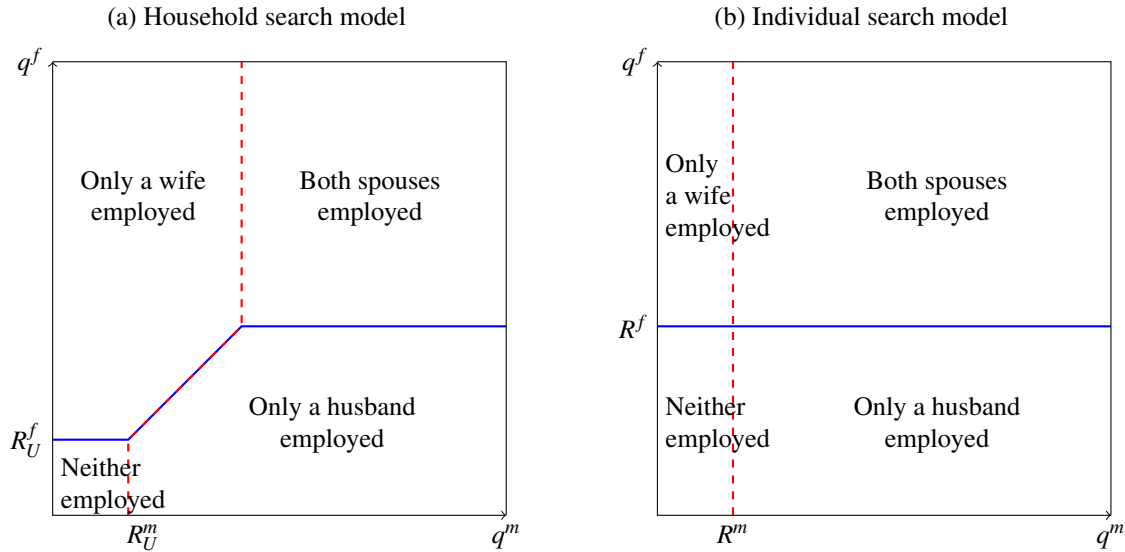 (a) Household search model
q^f
Only a wife
employed
Both spouses
employed
Only a husband
employed
R_U^f
Neither
employed
R_U^m
q^m
(b) Individual search model
q^f
Only
a wife
employed
Both spouses
employed
R^f
Neither
employed
Only a husband
employed
R^m
q^m